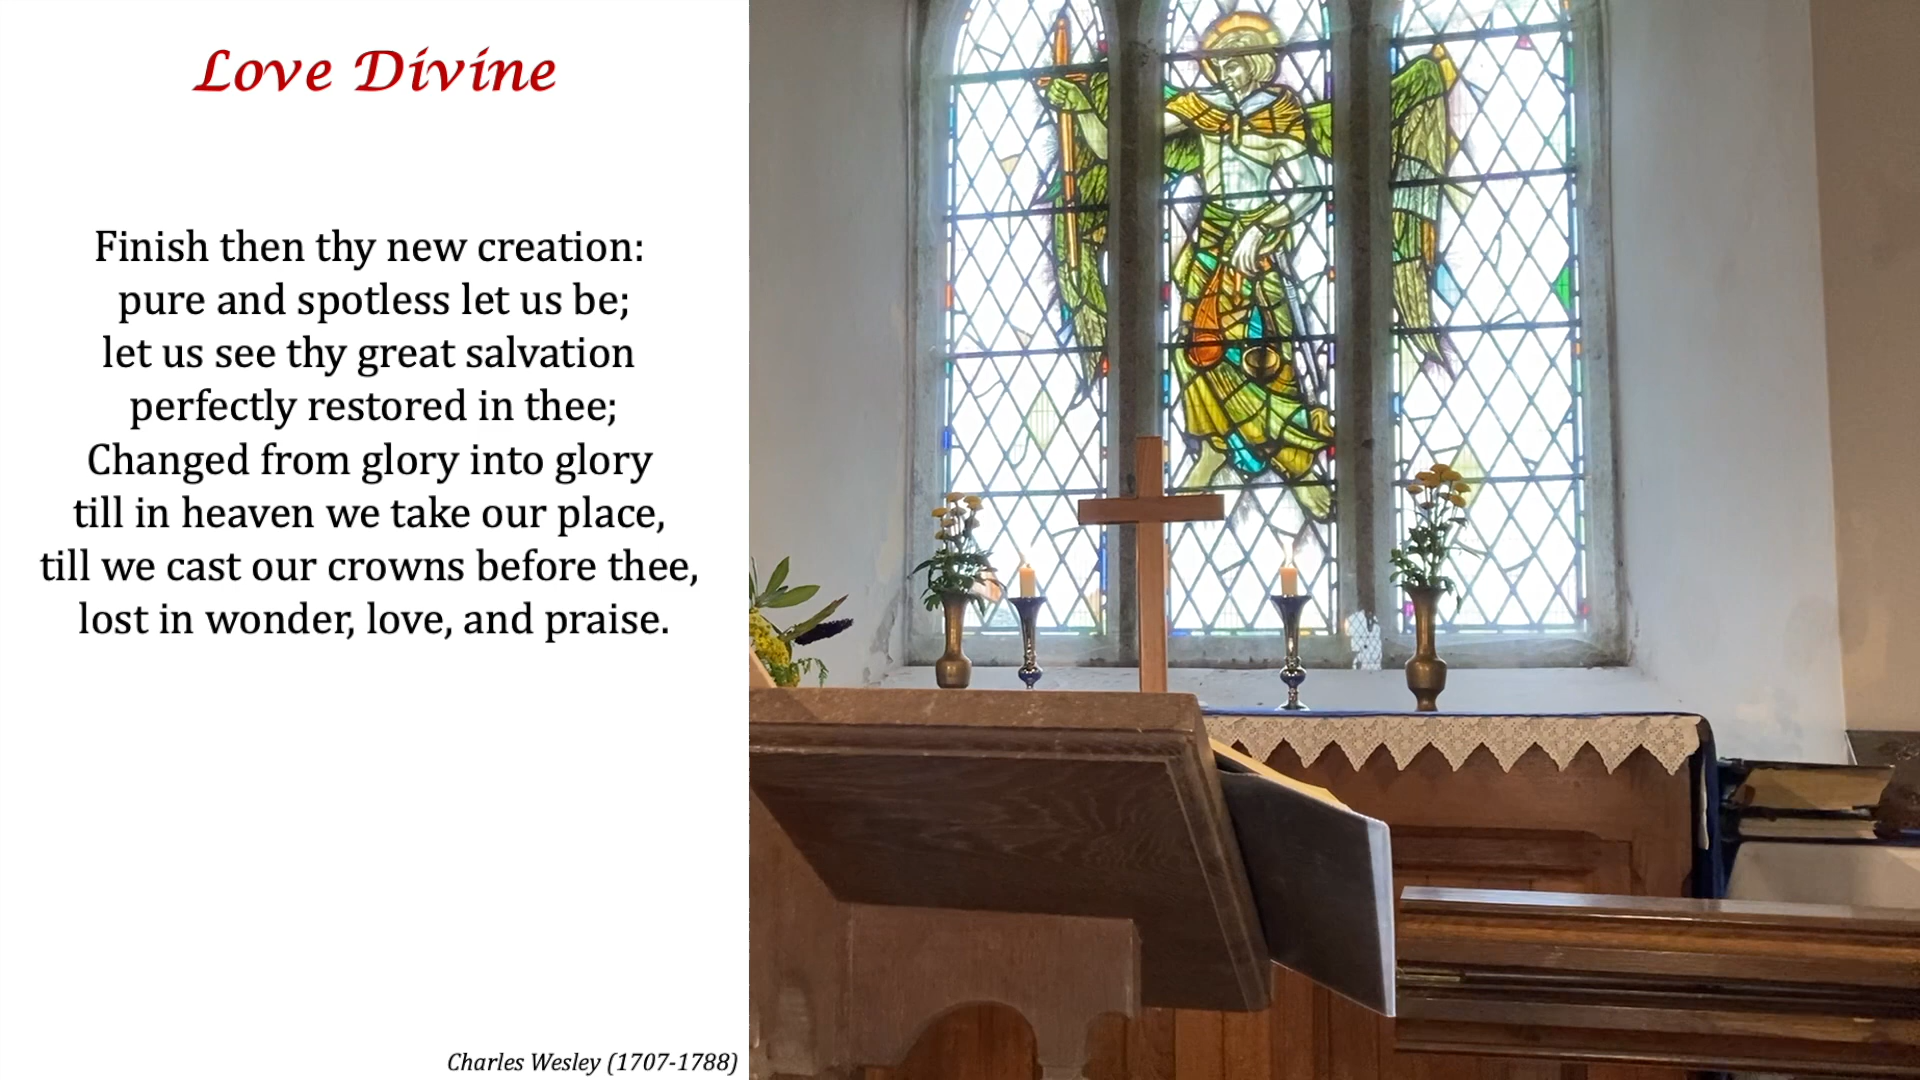 Love Divine
Finish then thy new creation:
pure and spotless let us be;
let us see thy great salvation
perfectly restored in thee;
Changed from glory into glory
till in heaven we take our place,
till we cast our crowns before thee,
lost in wonder, love, and praise.
Charles Wesley (1707-1788)